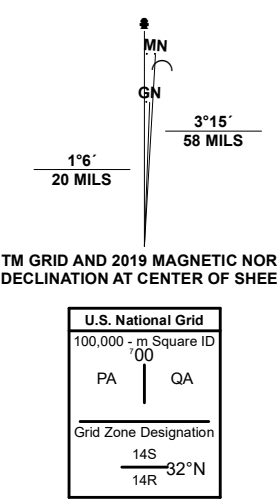 MN
GN
3°15´
58 MILS
1°6´
20 MILS
TM GRID AND 2019 MAGNETIC NOR
DECLINATION AT CENTER OF SHEE
U.S. National Grid
100,000 - m Square ID
⁷00
PA QA
Grid Zone Designation
14S
32°N
14R